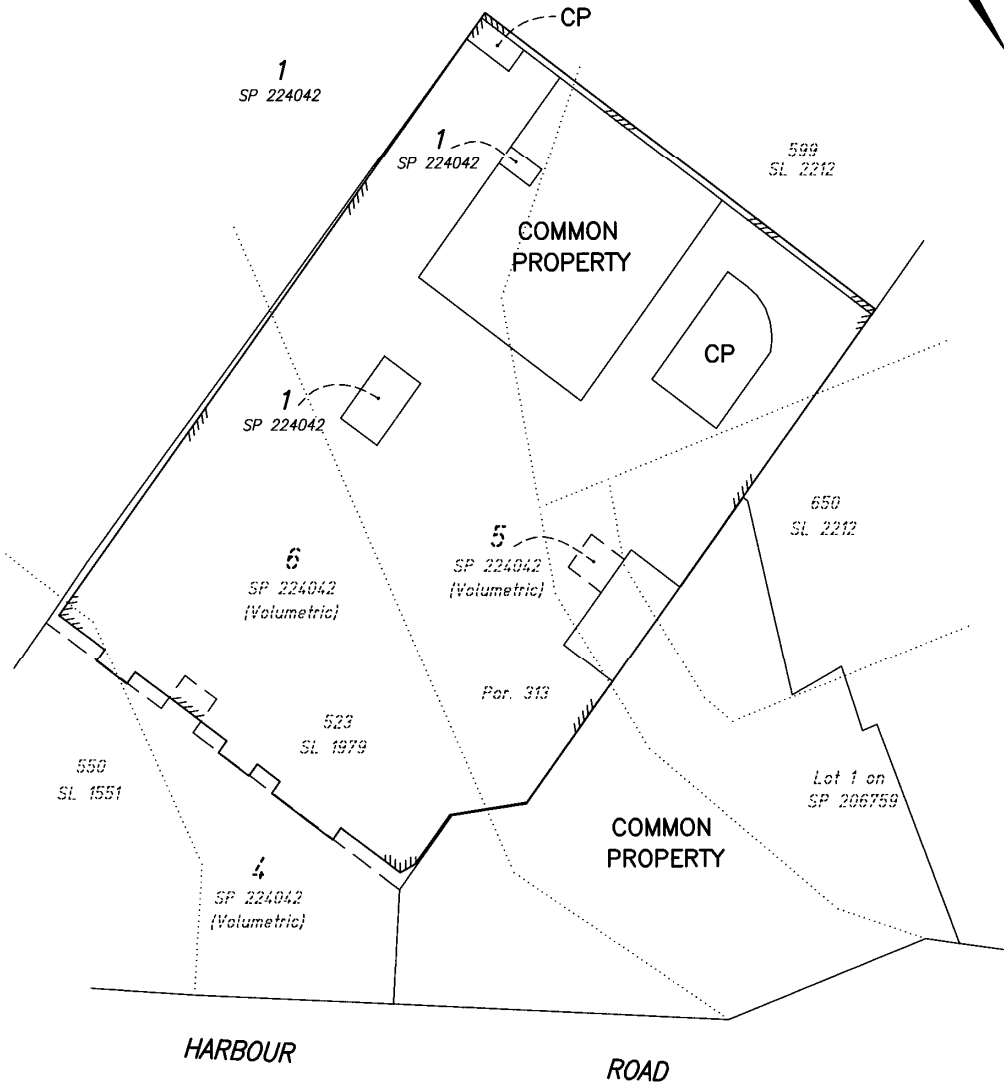 CP
1
SP 224042
1
SP 224042
599
SL 2212
COMMON
PROPERTY
CP
1
SP 224042
650
SL 2212
5
SP 224042
(Volumetric)
6
SP 224042
(Volumetric)
Por. 313
523
SL 1979
550
SL 1551
Lot 1 on
SP 206759
COMMON
PROPERTY
4
SP 224042
(Volumetric)
HARBOUR ROAD